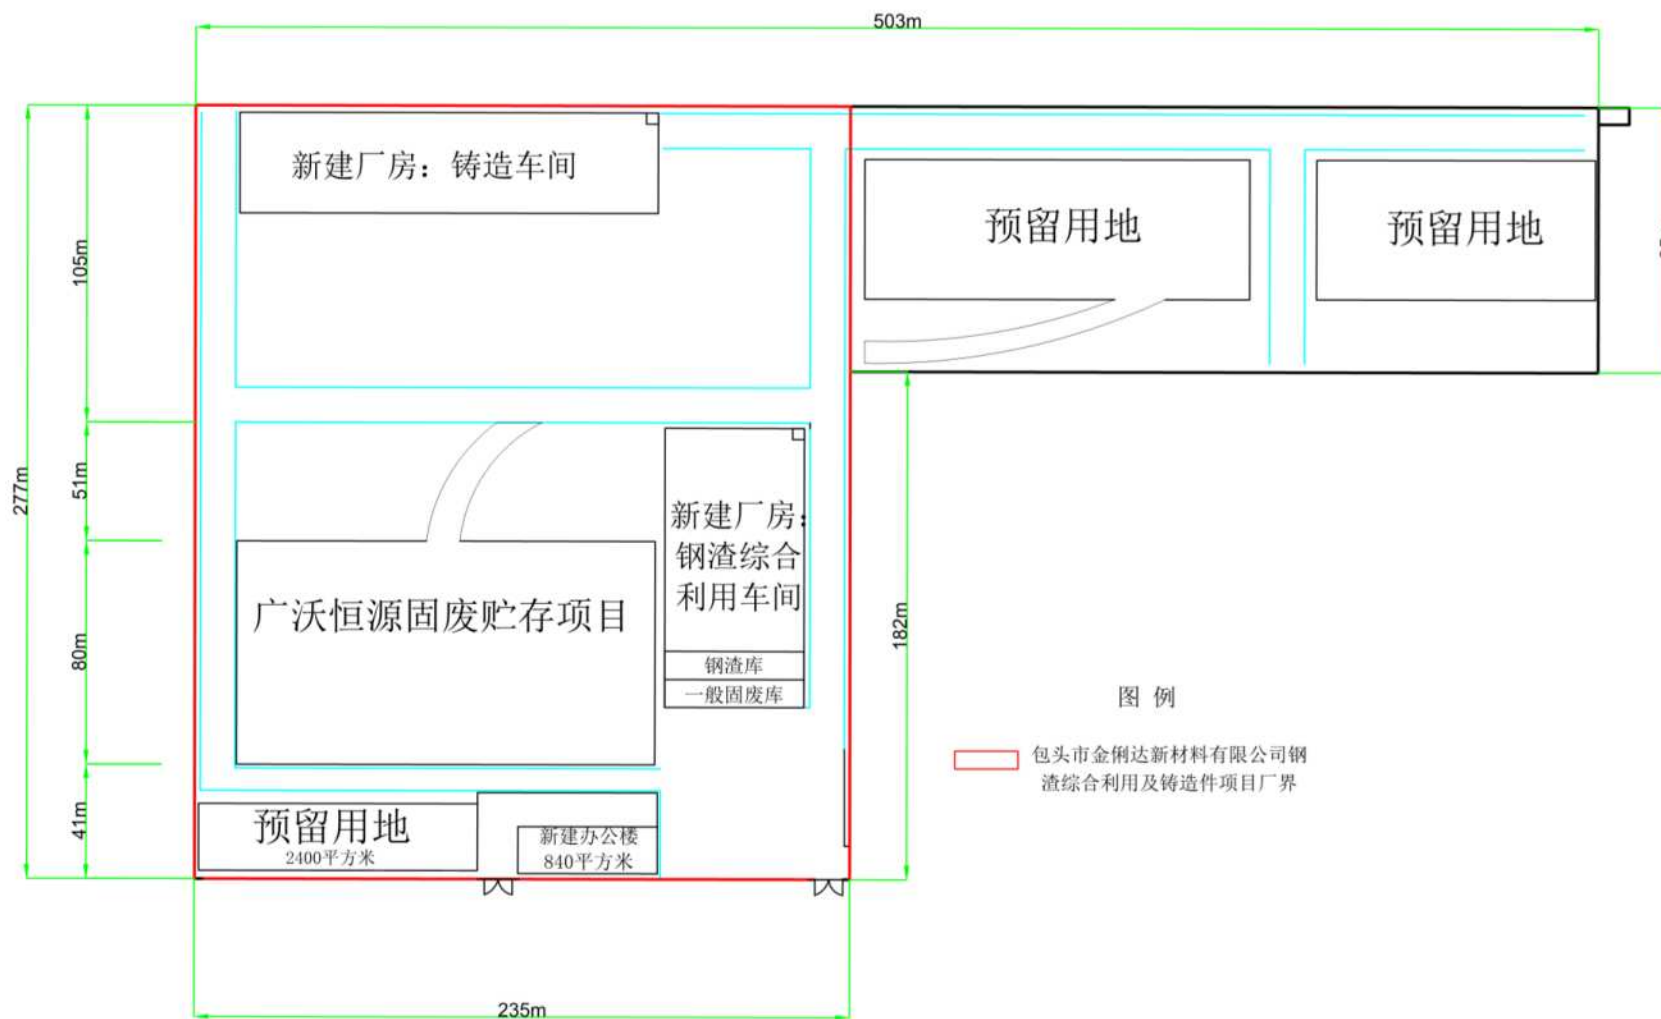 503m
新建厂房：铸造车间
预留用地
预留用地
105m
277m
51m
新建厂房：
钢渣综合
利用车间
广沃恒源固废贮存项目
80m
182m
钢渣库
一般固废库
图 例
包头市金俐达新材料有限公司钢
渣综合利用及铸造件项目厂界
41m
预留用地
2400平方米
新建办公楼
840平方米
235m